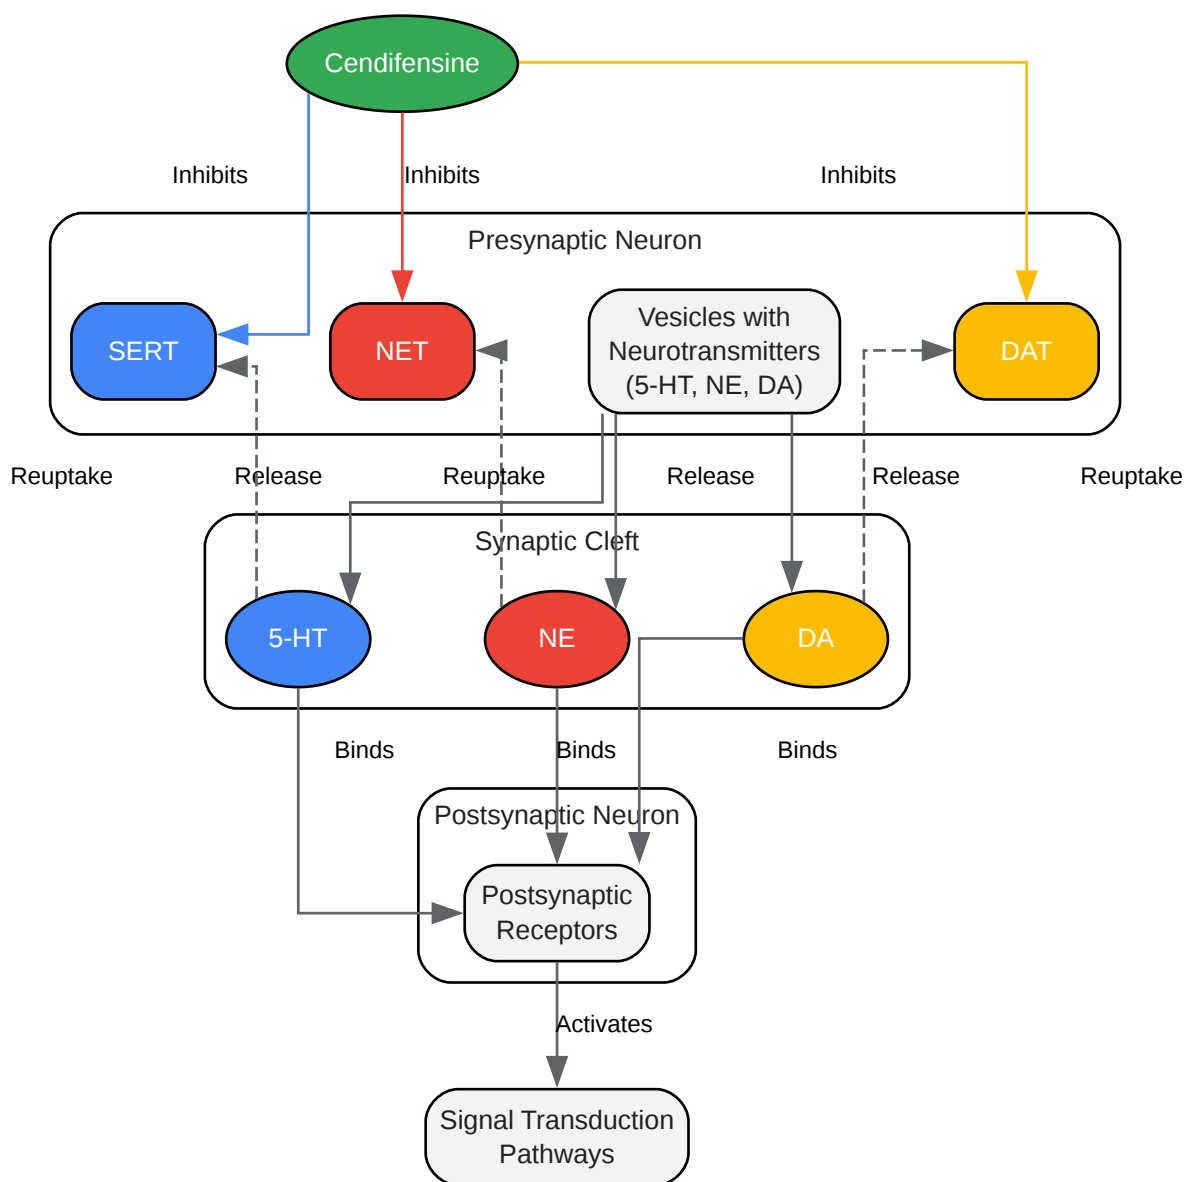 Cendifensine
Inhibits
Inhibits
Inhibits
Presynaptic Neuron
SERT
NET
Vesicles with
Neurotransmitters
(5-HT, NE, DA)
DAT
Reuptake
Release
Reuptake
Release
Release
Reuptake
Synaptic Cleft
5-HT
NE
DA
Binds
Binds
Binds
Postsynaptic Neuron
Postsynaptic
Receptors
Activates
Signal Transduction
Pathways